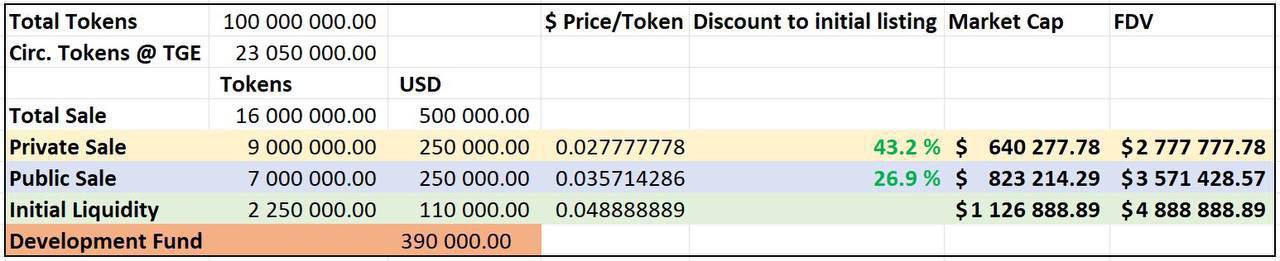 Total Tokens 100 000 000.00 $ Price/Token Discount to initial listing Market Cap FDV
Circ. Tokens @ TGE 23 050 000.00
Tokens USD
Total Sale 16 000 000.00 500 000.00
Private Sale 9 000 000.00 250 000.00 0.027777778 43.2 % $ 640 277.78 $2 777 777.78
Public Sale 7 000 000.00 250 000.00 0.035714286 26.9 % $ 823 214.29 $3 571 428.57
Initial Liquidity 2 250 000.00 110 000.00 0.048888889 $1 126 888.89 $4 888 888.89
Development Fund 390 000.00